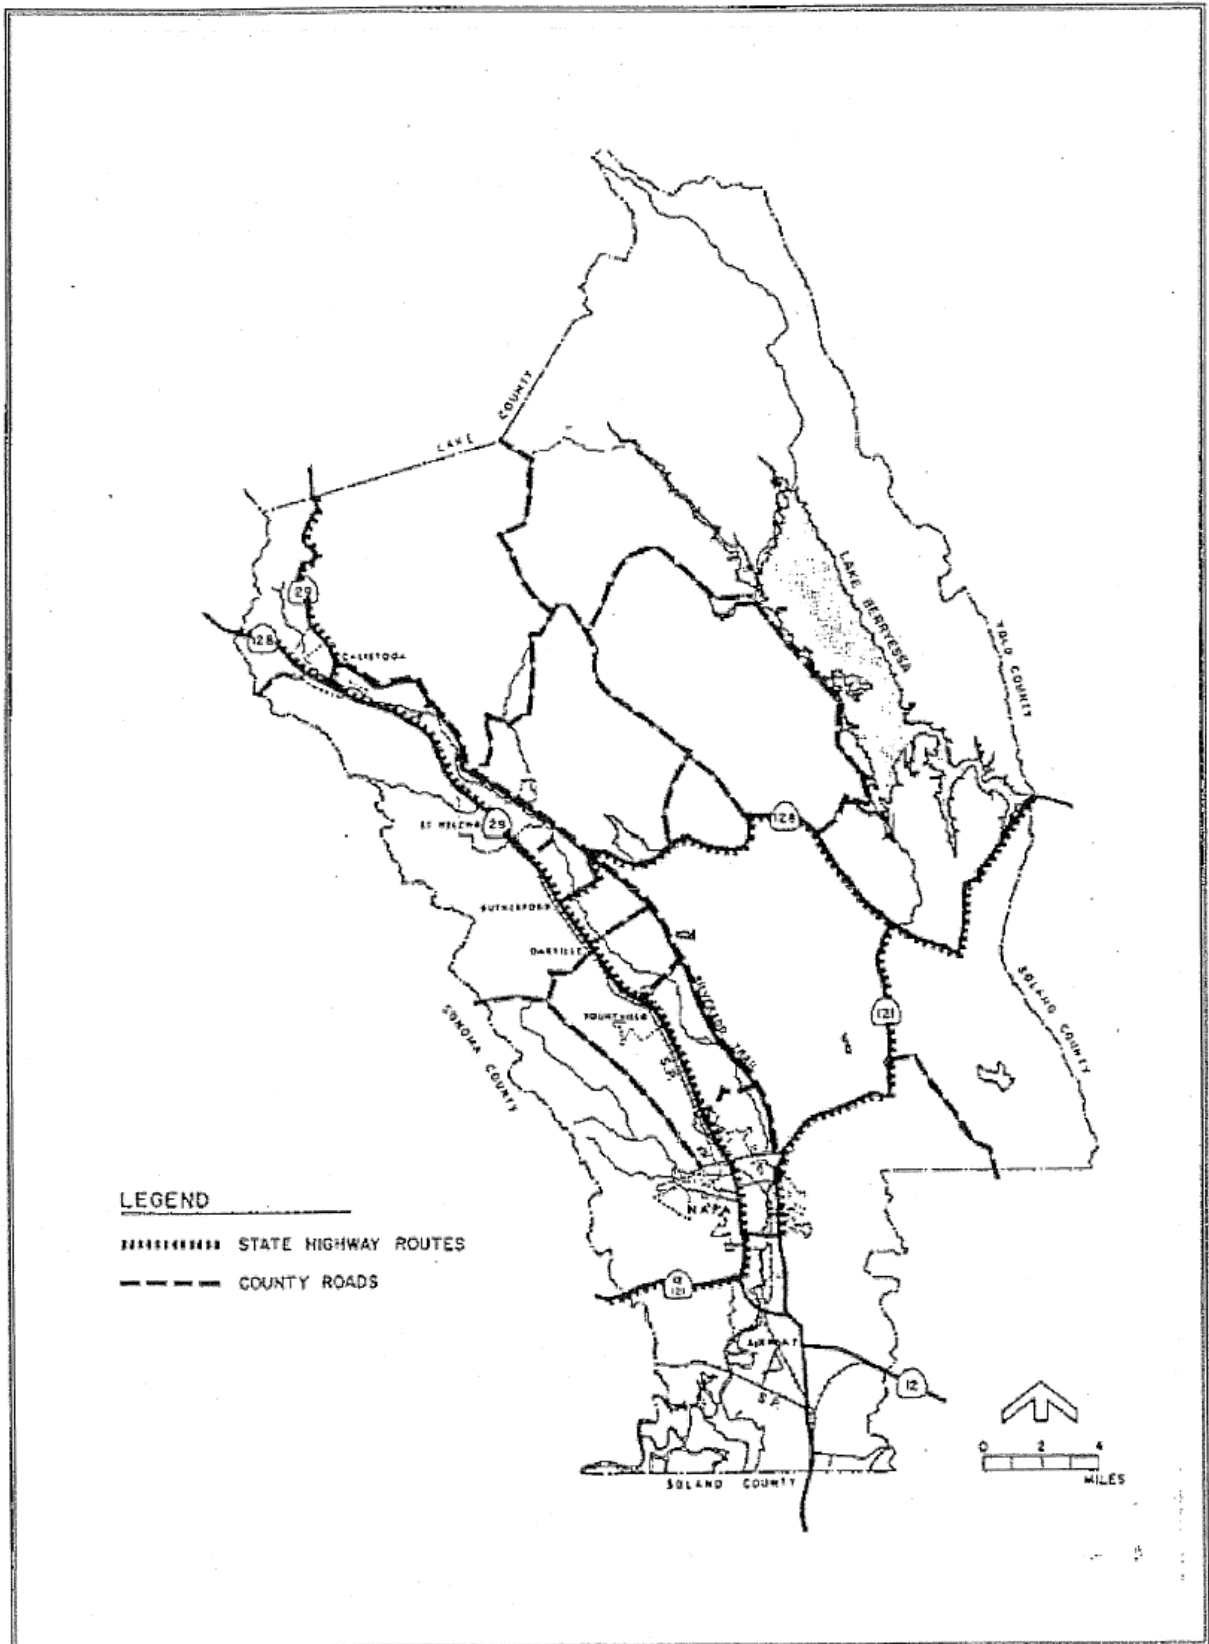 COUNTY
LAKE
29
128
CALISTOGA
LAKE BERRYESSA
YOLO COUNTY
ST HELENA
29
128
RUTHERFORD
OAKVILLE
SILVERADO TRAIL
121
SOLANO COUNTY
YOUNTVILLE
SONOMA COUNTY
S.P.
LEGEND
STATE HIGHWAY ROUTES
COUNTY ROADS
NAPA
12
121
AIRPORT
S.P.
12
0 2 4
MILES
SOLANO COUNTY